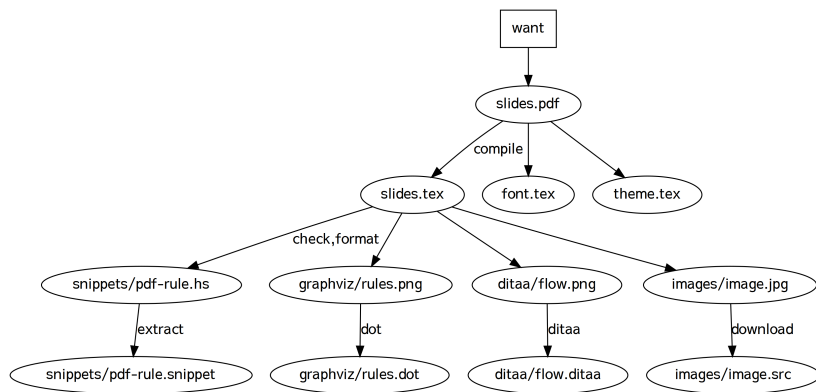 want
slides.pdf
compile
slides.tex
font.tex
theme.tex
check,format
snippets/pdf-rule.hs
graphviz/rules.png
ditaa/flow.png
images/image.jpg
extract
dot
ditaa
download
snippets/pdf-rule.snippet
graphviz/rules.dot
ditaa/flow.ditaa
images/image.src